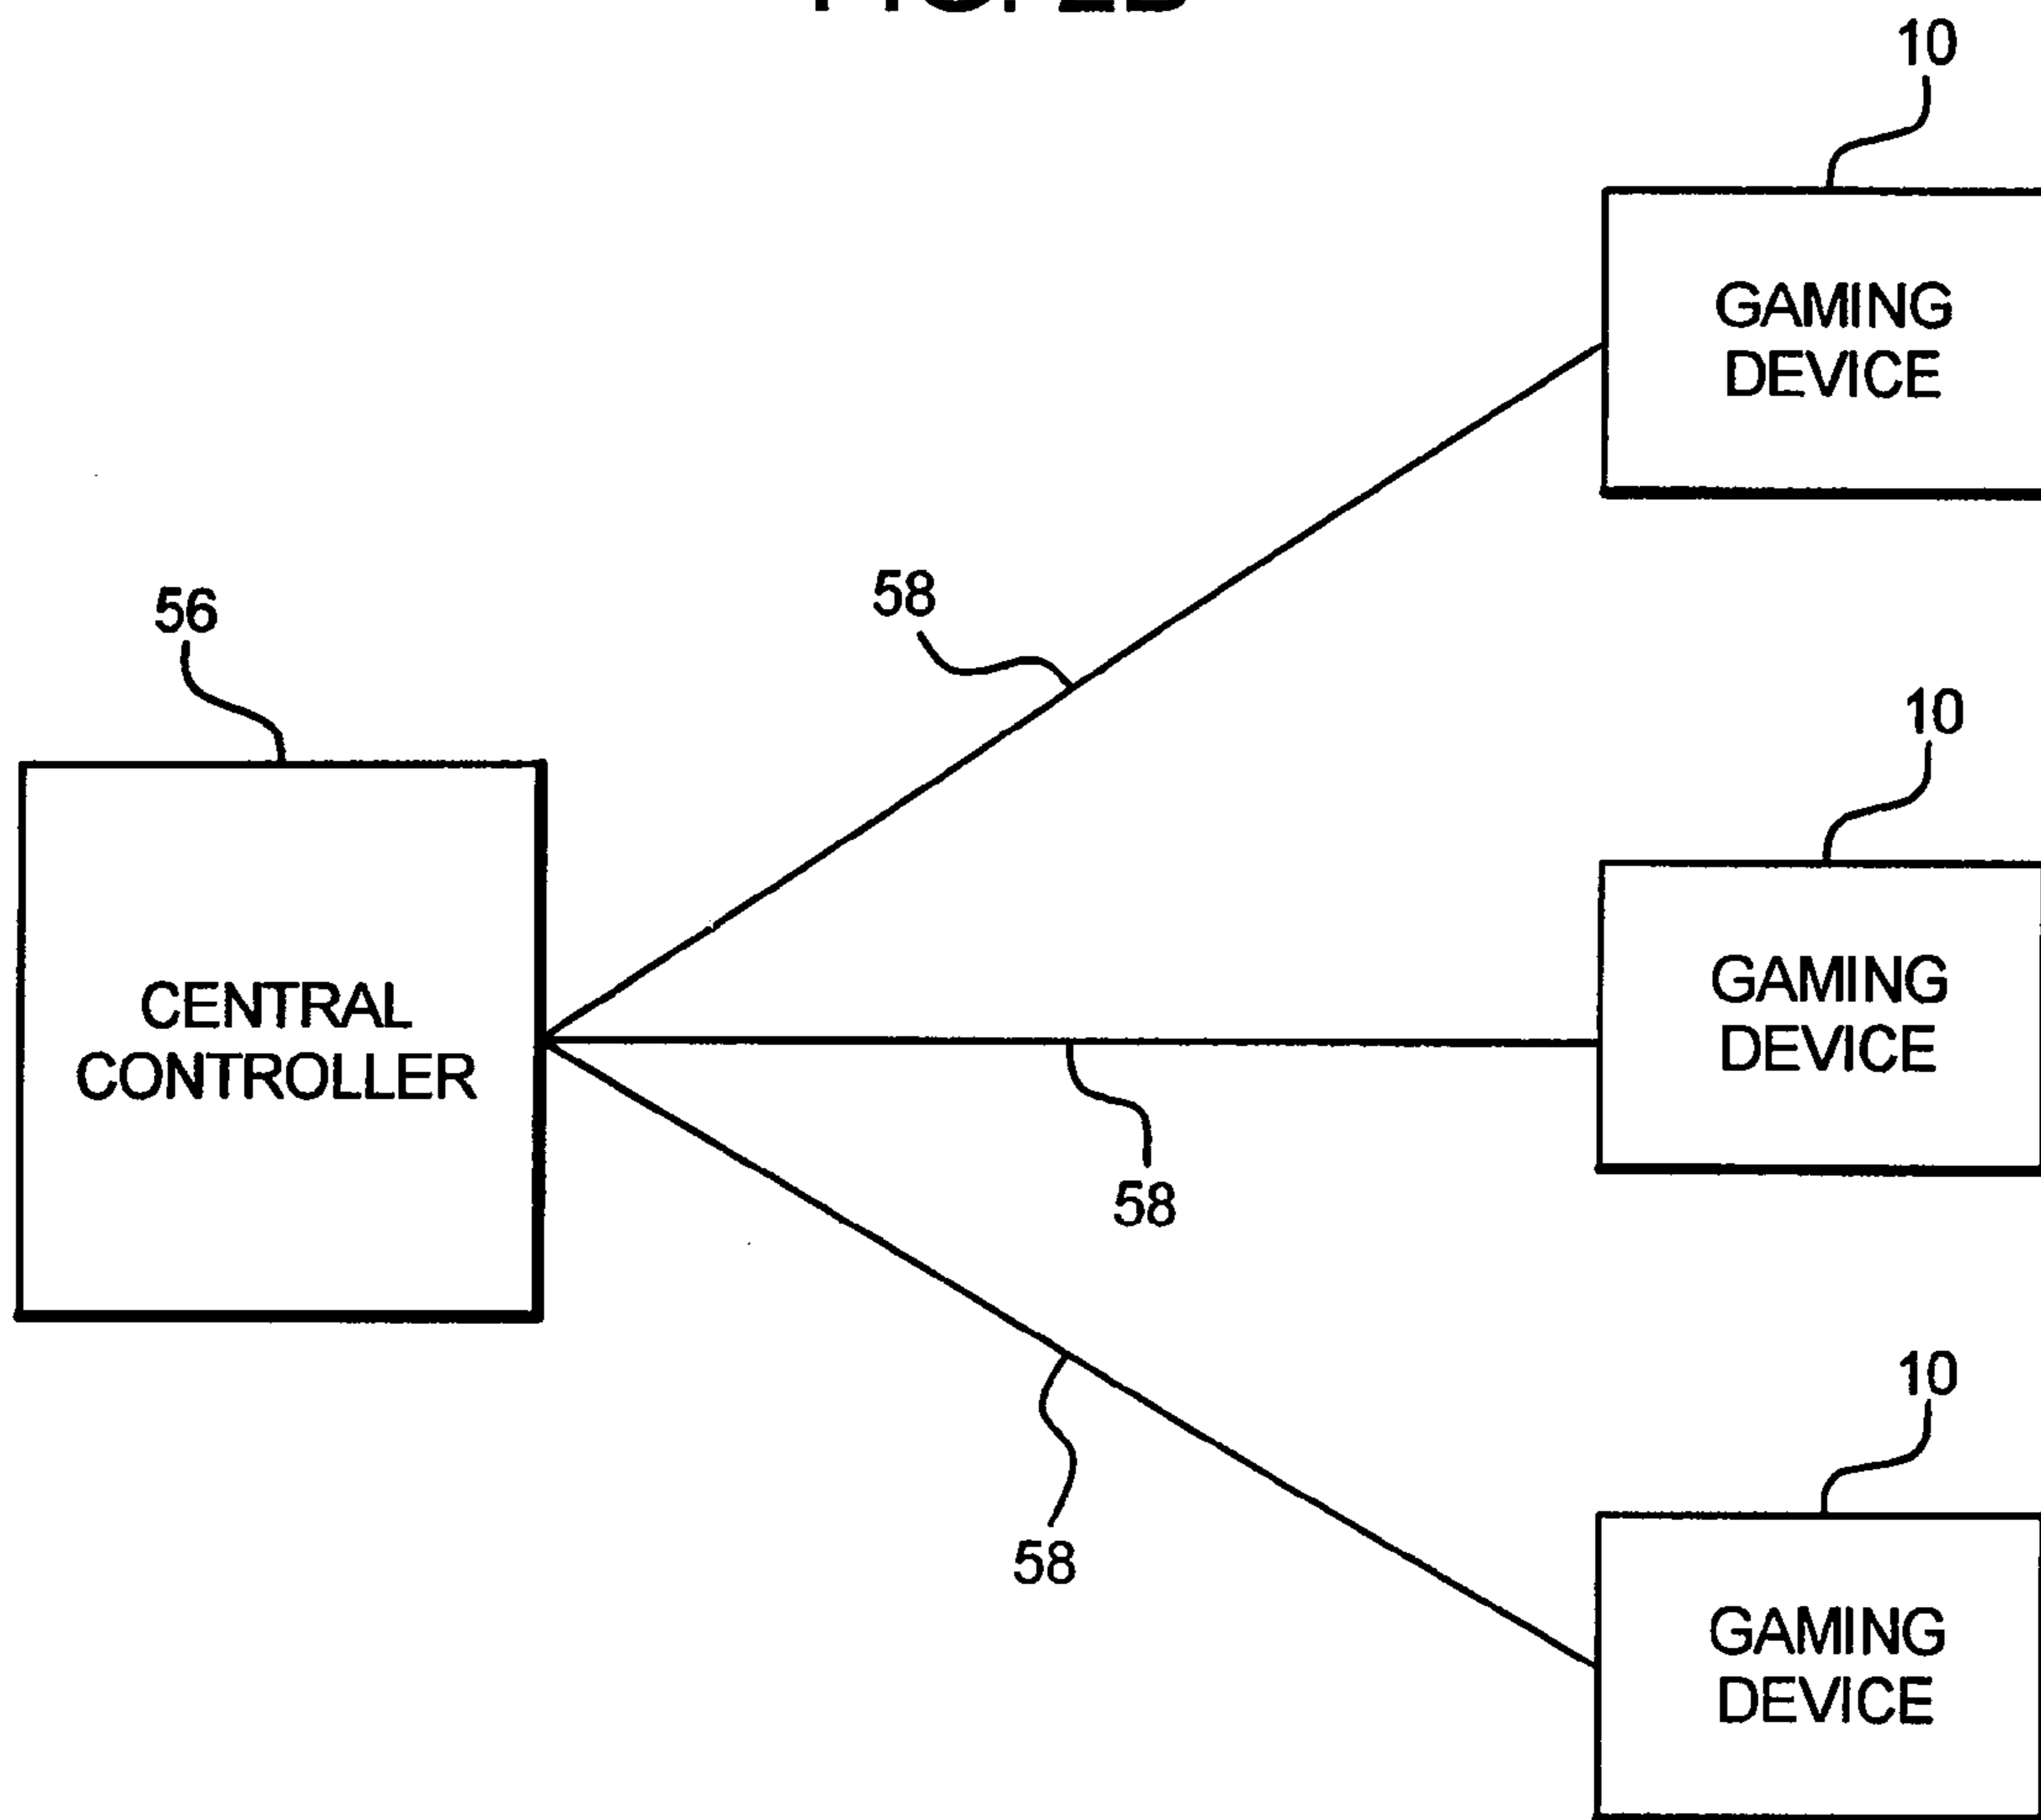 10
GAMING
DEVICE
58
56
10
CENTRAL
CONTROLLER
GAMING
DEVICE
58
10
58
GAMING
DEVICE